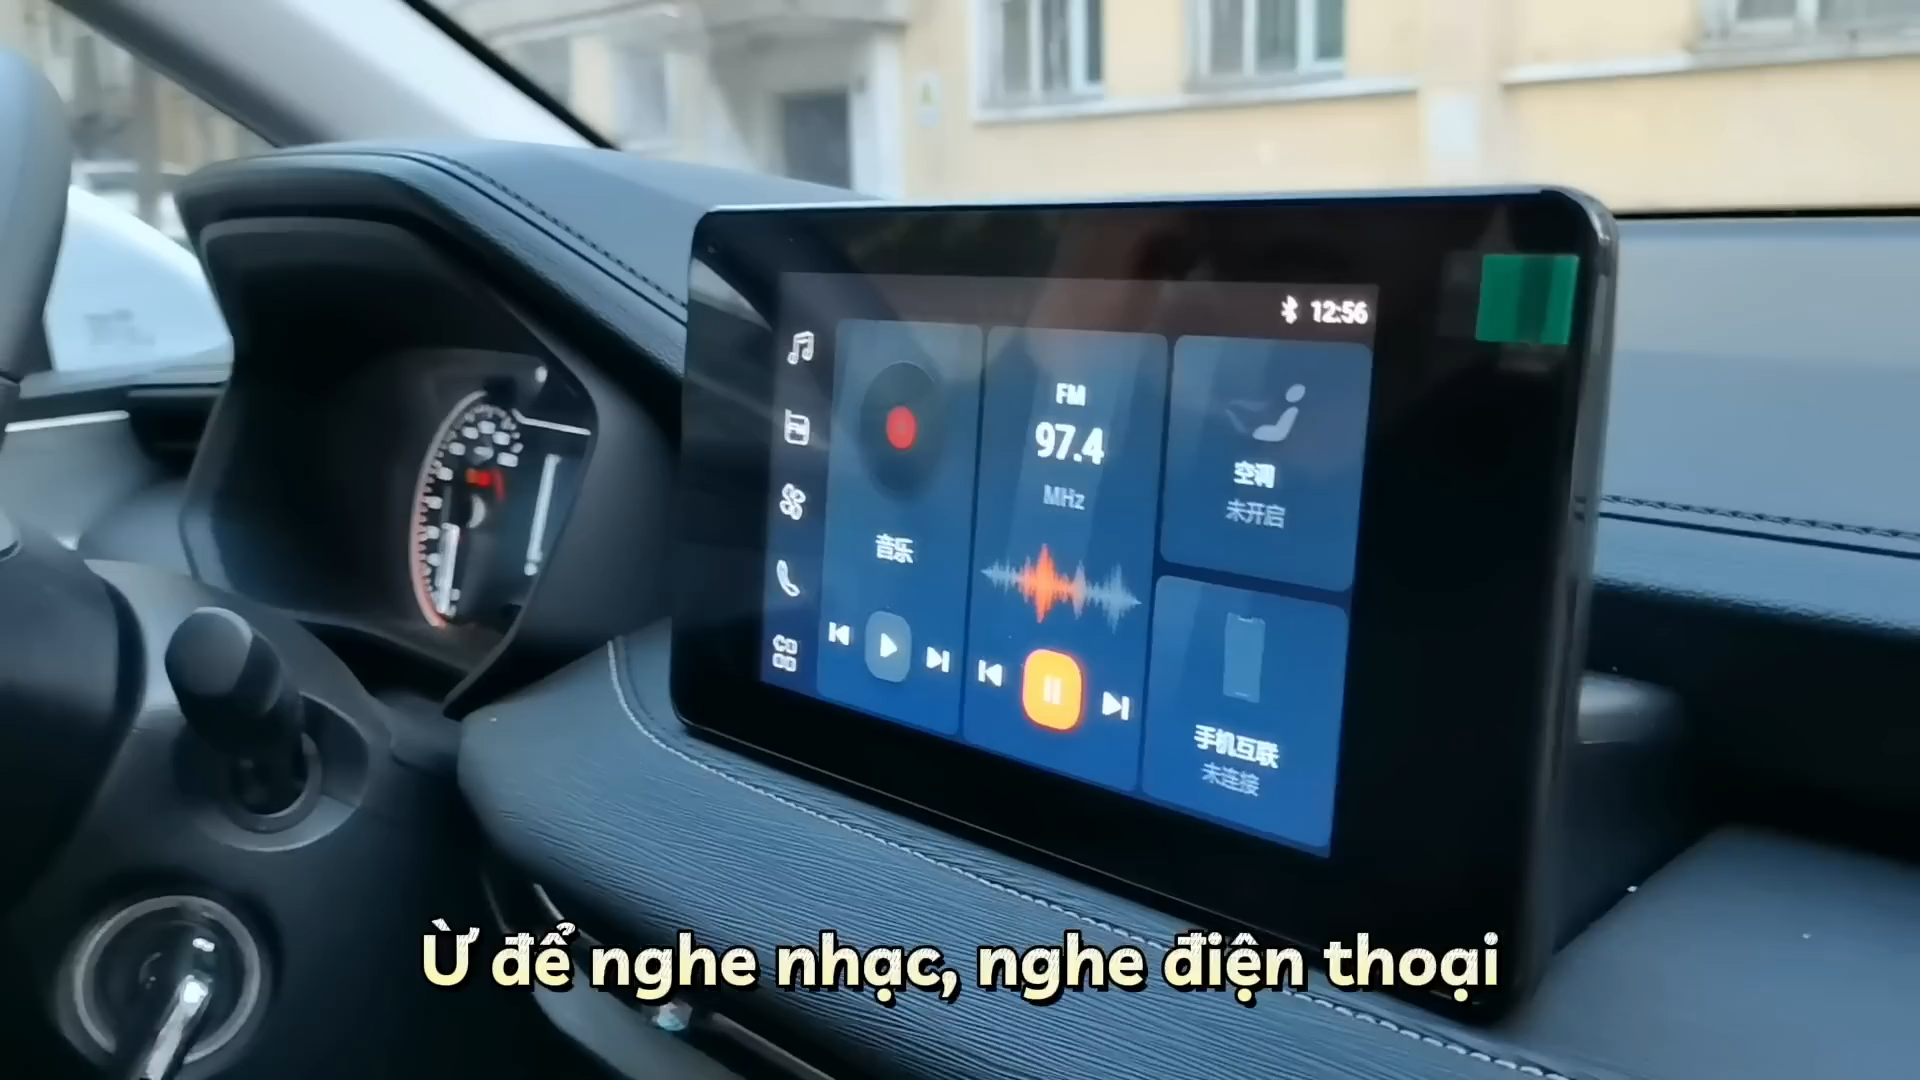 12:56
FM
97.4
MHz
音乐
空调
未开启
手机互联
未连接
Ừ để nghe nhạc, nghe điện thoại